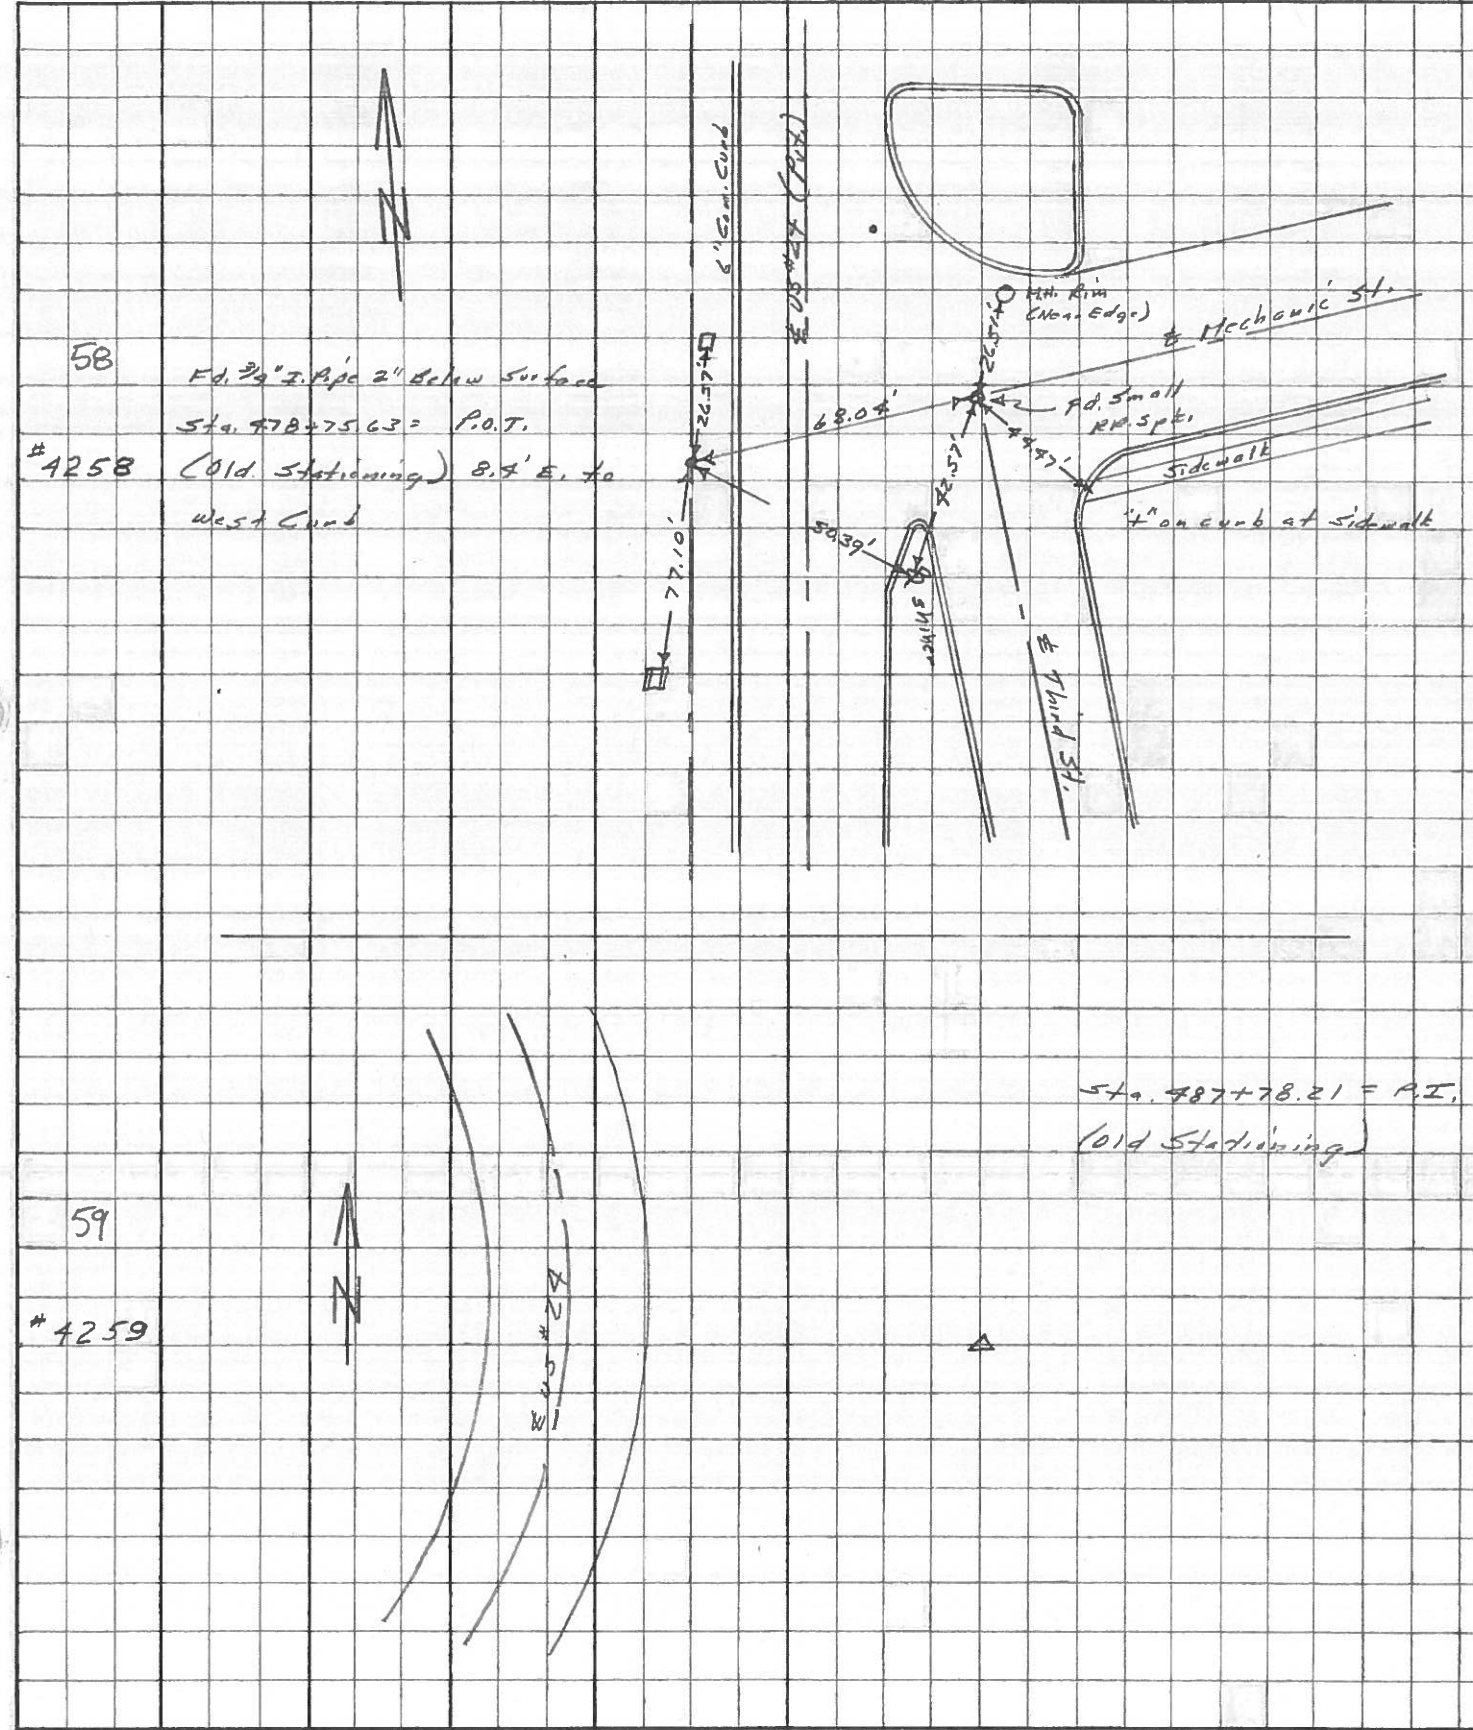 58
#4258
Fd. 3/4" I. Pipe 2" Below Surface
Sta. 478+75.63 = P.O.T.
(Old Stationing) 8.4' E. to
West Curb
N
6" Com. Curb
℄ US #24 (Pvt.)
26.57'
77.10'
68.04'
26.51'
M.H. Rim
(Near Edge)
℄ Mechanic St.
Fd. Small
RR. Spk.
44.47'
42.57'
50.39'
Shiner
Sidewalk
"+" on curb at sidewalk
℄ Third St.
59
#4259
N
℄ US #24
Sta. 487+78.21 = P.I.
(Old Stationing)